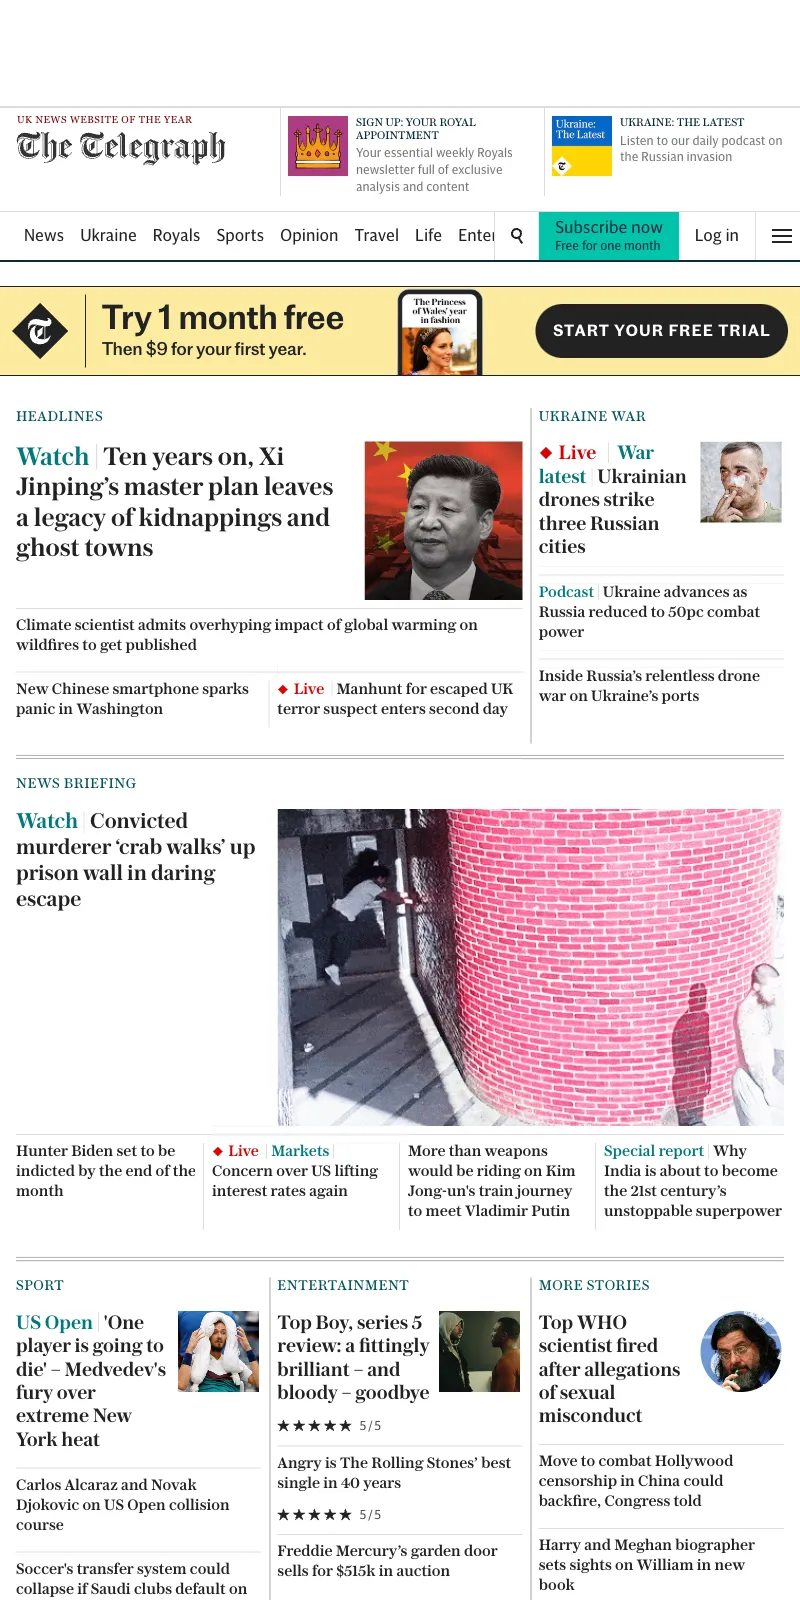 UK NEWS WEBSITE OF THE YEAR
The Telegraph
SIGN UP: YOUR ROYAL
APPOINTMENT
Your essential weekly Royals
newsletter full of exclusive
analysis and content
Ukraine:
The Latest
UKRAINE: THE LATEST
Listen to our daily podcast on
the Russian invasion
News Ukraine Royals Sports Opinion Travel Life Enter
Subscribe now
Free for one month
Log in
Try 1 month free
Then $9 for your first year.
The Princess
of Wales' year
in fashion
START YOUR FREE TRIAL
HEADLINES
Watch Ten years on, Xi
Jinping’s master plan leaves
a legacy of kidnappings and
ghost towns
Climate scientist admits overhyping impact of global warming on
wildfires to get published
New Chinese smartphone sparks
panic in Washington
Live Manhunt for escaped UK
terror suspect enters second day
UKRAINE WAR
Live War
latest Ukrainian
drones strike
three Russian
cities
Podcast Ukraine advances as
Russia reduced to 50pc combat
power
Inside Russia’s relentless drone
war on Ukraine’s ports
NEWS BRIEFING
Watch Convicted
murderer ‘crab walks’ up
prison wall in daring
escape
Hunter Biden set to be
indicted by the end of the
month
Live Markets
Concern over US lifting
interest rates again
More than weapons
would be riding on Kim
Jong-un's train journey
to meet Vladimir Putin
Special report Why
India is about to become
the 21st century’s
unstoppable superpower
SPORT
US Open 'One
player is going to
die' – Medvedev's
fury over
extreme New
York heat
Carlos Alcaraz and Novak
Djokovic on US Open collision
course
Soccer's transfer system could
collapse if Saudi clubs default on
ENTERTAINMENT
Top Boy, series 5
review: a fittingly
brilliant – and
bloody – goodbye
★★★★★ 5/5
Angry is The Rolling Stones’ best
single in 40 years
★★★★★ 5/5
Freddie Mercury’s garden door
sells for $515k in auction
MORE STORIES
Top WHO
scientist fired
after allegations
of sexual
misconduct
Move to combat Hollywood
censorship in China could
backfire, Congress told
Harry and Meghan biographer
sets sights on William in new
book